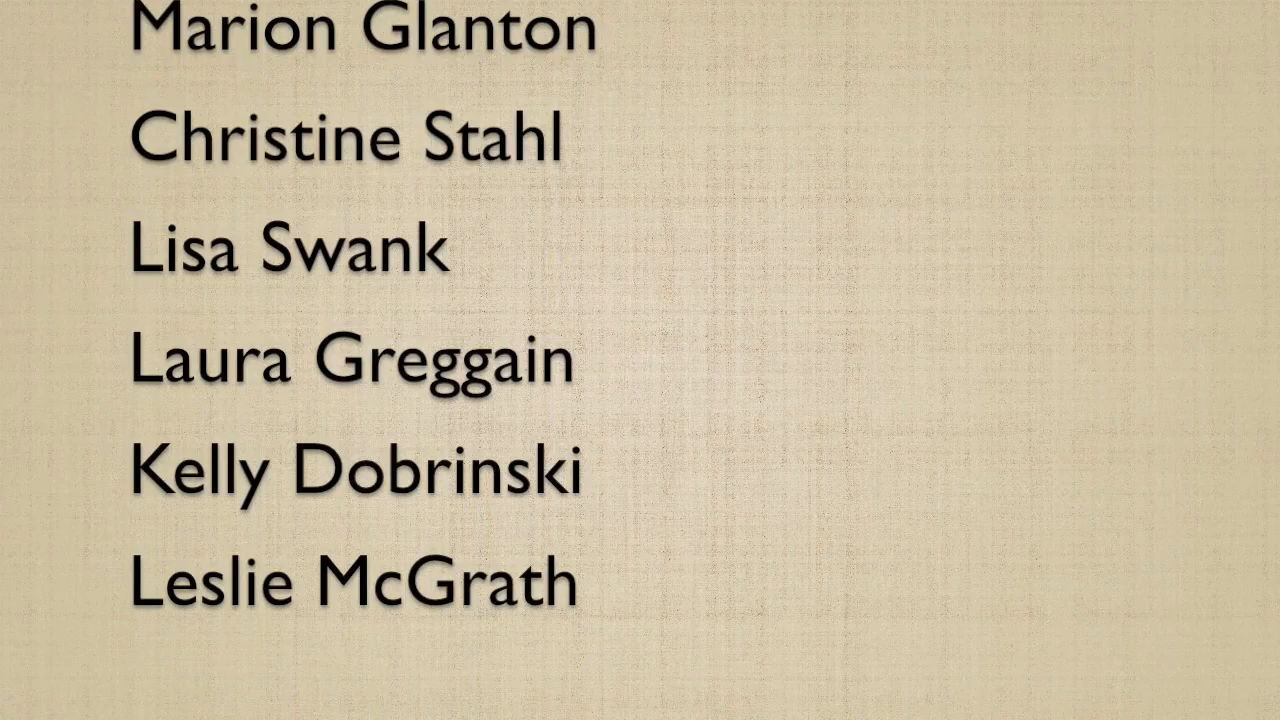 Marion Glanton
Christine Stahl
Lisa Swank
Laura Greggain
Kelly Dobrinski
Leslie McGrath